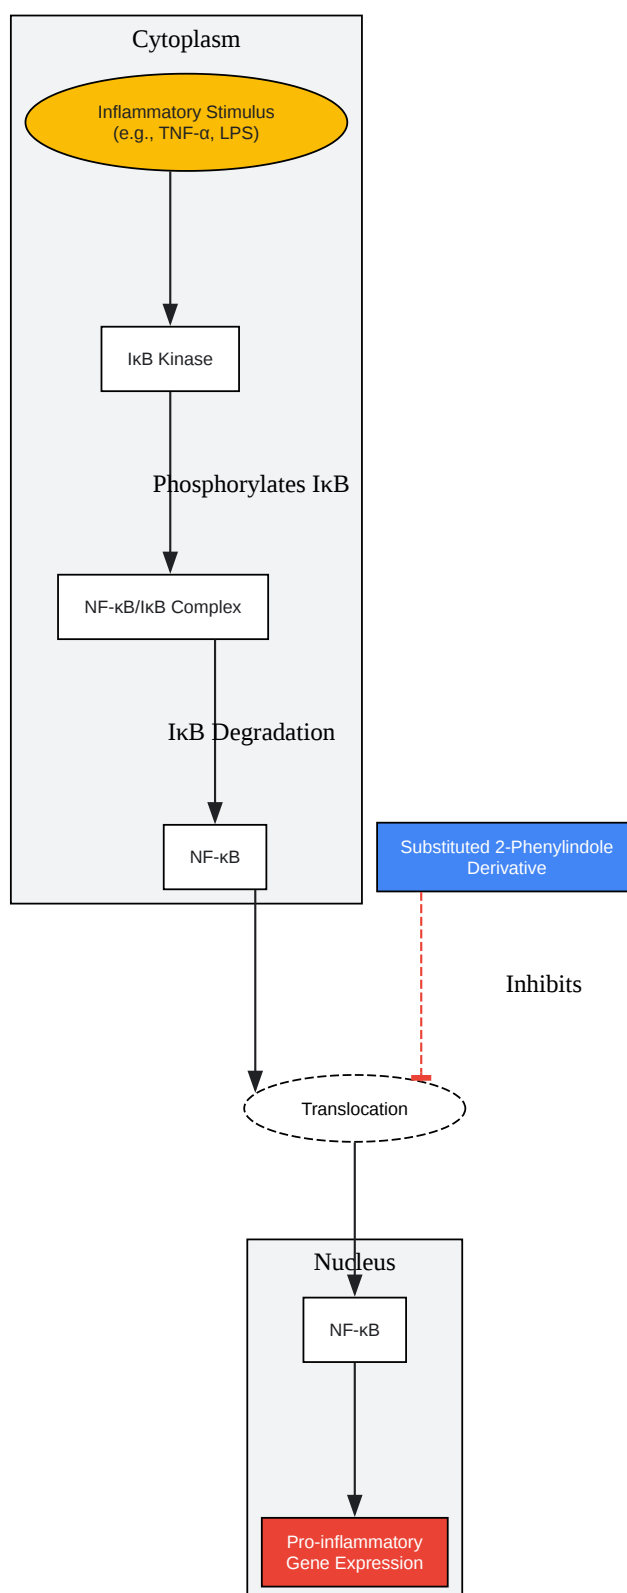 Cytoplasm
Inflammatory Stimulus
(e.g., TNF-α, LPS)
IκB Kinase
Phosphorylates IκB
NF-κB/IκB Complex
IκB Degradation
NF-κB
Substituted 2-Phenylindole
Derivative
Inhibits
Translocation
Nucleus
NF-κB
Pro-inflammatory
Gene Expression